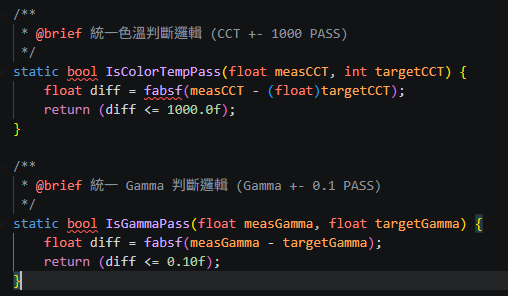 /**
 * @brief 統一色溫判斷邏輯 (CCT +- 1000 PASS)
 */
static bool IsColorTempPass(float measCCT, int targetCCT) {
    float diff = fabsf(measCCT - (float)targetCCT);
    return (diff <= 1000.0f);
}

/**
 * @brief 統一 Gamma 判斷邏輯 (Gamma +- 0.1 PASS)
 */
static bool IsGammaPass(float measGamma, float targetGamma) {
    float diff = fabsf(measGamma - targetGamma);
    return (diff <= 0.10f);
}